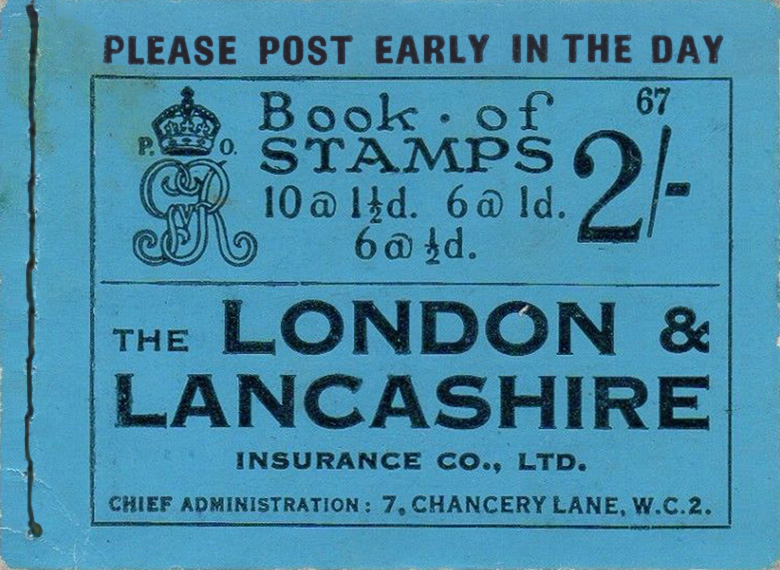 PLEASE POST EARLY IN THE DAY
67
P. O.
GvR
Book · of
STAMPS
2/-
10 @ 1½d. 6 @ 1d.
6 @ ½d.
THE LONDON &
LANCASHIRE
INSURANCE CO., LTD.
CHIEF ADMINISTRATION: 7, CHANCERY LANE, W.C.2.